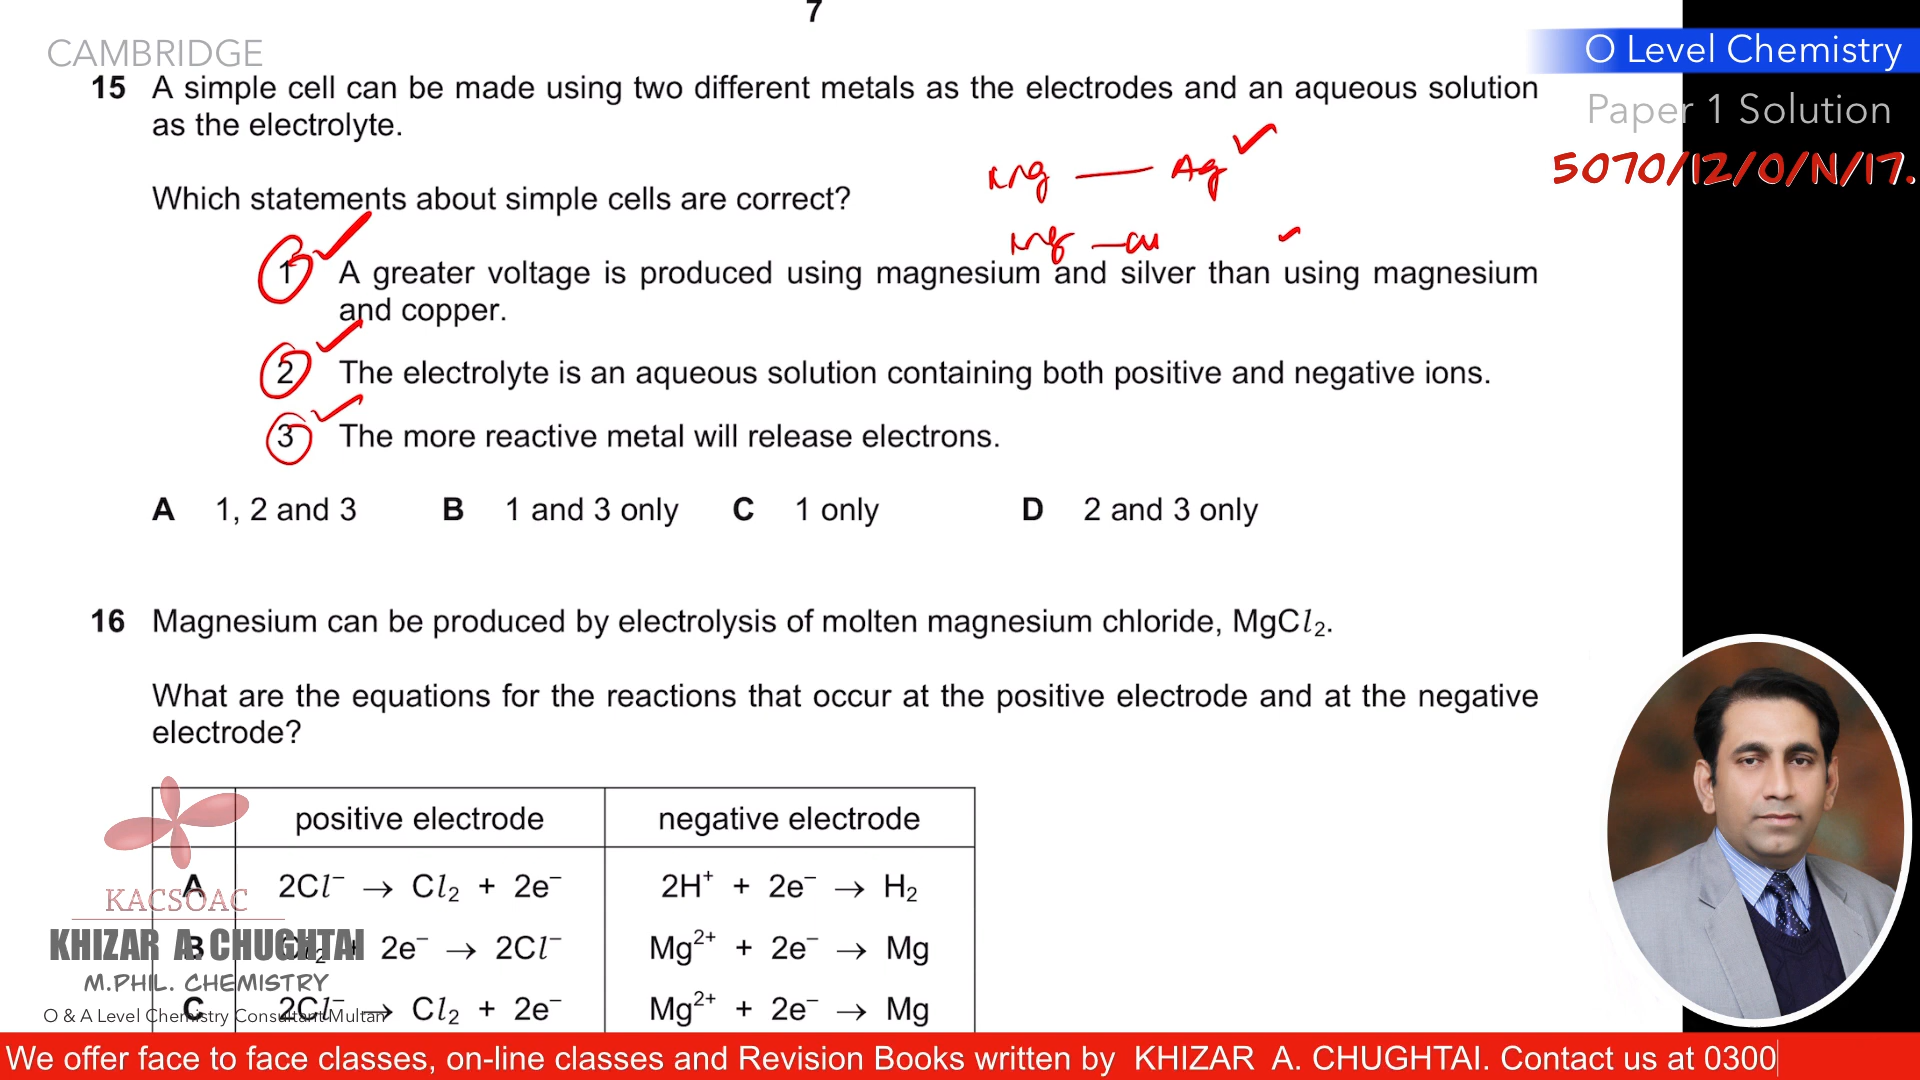 7
CAMBRIDGE
O Level Chemistry
Paper 1 Solution
5070/12/O/N/17.
15 A simple cell can be made using two different metals as the electrodes and an aqueous solution
as the electrolyte.
Mg — Ag ✓
Which statements about simple cells are correct?
Mg — Cu ✓
1 ✓ A greater voltage is produced using magnesium and silver than using magnesium
and copper.
2 ✓ The electrolyte is an aqueous solution containing both positive and negative ions.
3 ✓ The more reactive metal will release electrons.
A 1, 2 and 3 B 1 and 3 only C 1 only D 2 and 3 only
16 Magnesium can be produced by electrolysis of molten magnesium chloride, MgCl₂.
What are the equations for the reactions that occur at the positive electrode and at the negative
electrode?
positive electrode negative electrode
A 2Cl⁻ → Cl₂ + 2e⁻ 2H⁺ + 2e⁻ → H₂
KACSOAC
B Cl₂ + 2e⁻ → 2Cl⁻ Mg²⁺ + 2e⁻ → Mg
KHIZAR A. CHUGHTAI
M.PHIL. CHEMISTRY
C 2Cl⁻ → Cl₂ + 2e⁻ Mg²⁺ + 2e⁻ → Mg
O & A Level Chemistry Consultant Multan
We offer face to face classes, on-line classes and Revision Books written by KHIZAR A. CHUGHTAI. Contact us at 0300